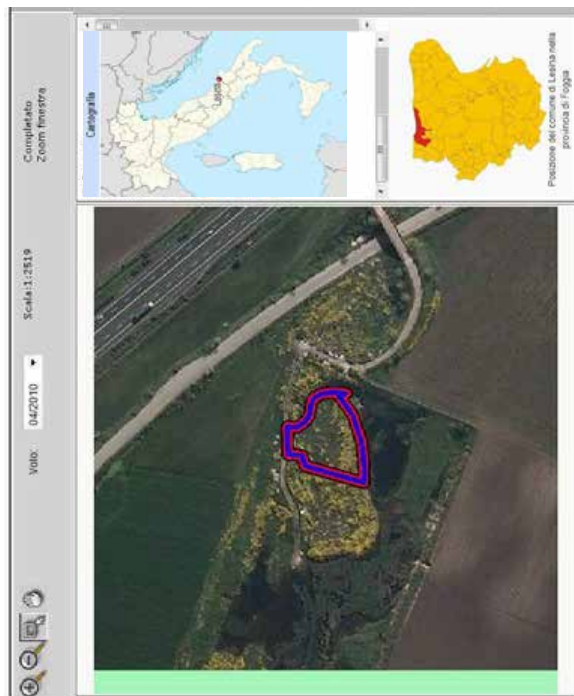 Volo: 04/2010
Scala:1:2519
Completato
Zoom finestra
Cartografia
Lesina
Posizione del comune di Lesina nella
provincia di Foggia